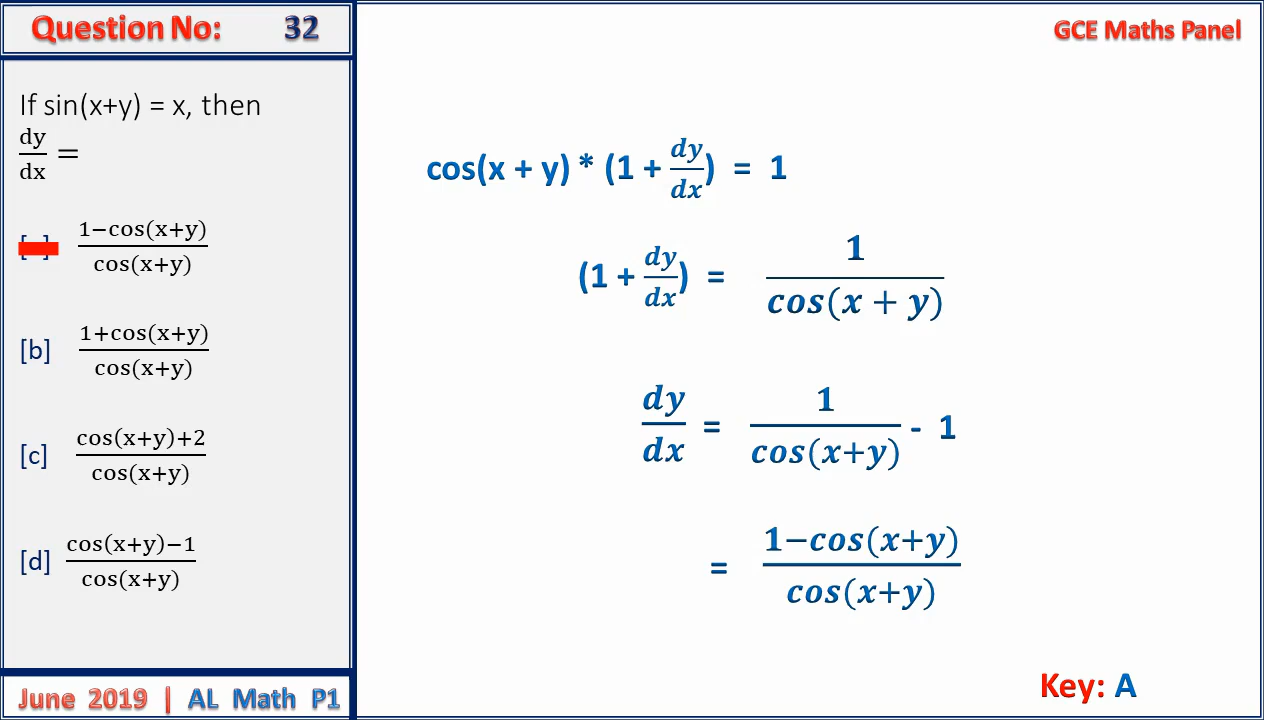 Question No: 32
GCE Maths Panel
If sin(x+y) = x, then
dy/dx =
[ ] 1−cos(x+y)/cos(x+y)
[b] 1+cos(x+y)/cos(x+y)
[c] cos(x+y)+2/cos(x+y)
[d] cos(x+y)−1/cos(x+y)
June 2019 | AL Math P1
cos(x + y) * (1 + dy/dx) = 1
(1 + dy/dx) = 1/cos(x + y)
dy/dx = 1/cos(x+y) - 1
= 1−cos(x+y)/cos(x+y)
Key: A